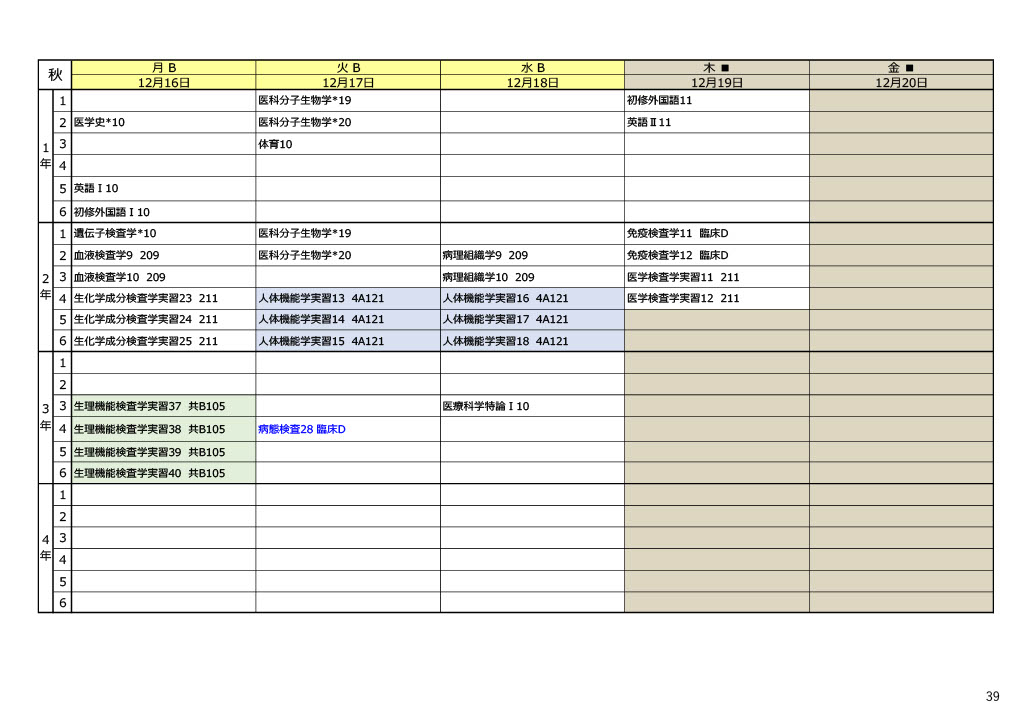 秋 月 B 火 B 水 B 木 ■ 金 ■
12月16日 12月17日 12月18日 12月19日 12月20日
1年
1 医科分子生物学*19 初修外国語11
2 医学史*10 医科分子生物学*20 英語Ⅱ11
3 体育10
4
5 英語Ⅰ10
6 初修外国語Ⅰ10
2年
1 遺伝子検査学*10 医科分子生物学*19 免疫検査学11 臨床D
2 血液検査学9 209 医科分子生物学*20 病理組織学9 209 免疫検査学12 臨床D
3 血液検査学10 209 病理組織学10 209 医学検査学実習11 211
4 生化学成分検査学実習23 211 人体機能学実習13 4A121 人体機能学実習16 4A121 医学検査学実習12 211
5 生化学成分検査学実習24 211 人体機能学実習14 4A121 人体機能学実習17 4A121
6 生化学成分検査学実習25 211 人体機能学実習15 4A121 人体機能学実習18 4A121
3年
1
2
3 生理機能検査学実習37 共B105 医療科学特論Ⅰ10
4 生理機能検査学実習38 共B105 病態検査28 臨床D
5 生理機能検査学実習39 共B105
6 生理機能検査学実習40 共B105
4年
1
2
3
4
5
6
39